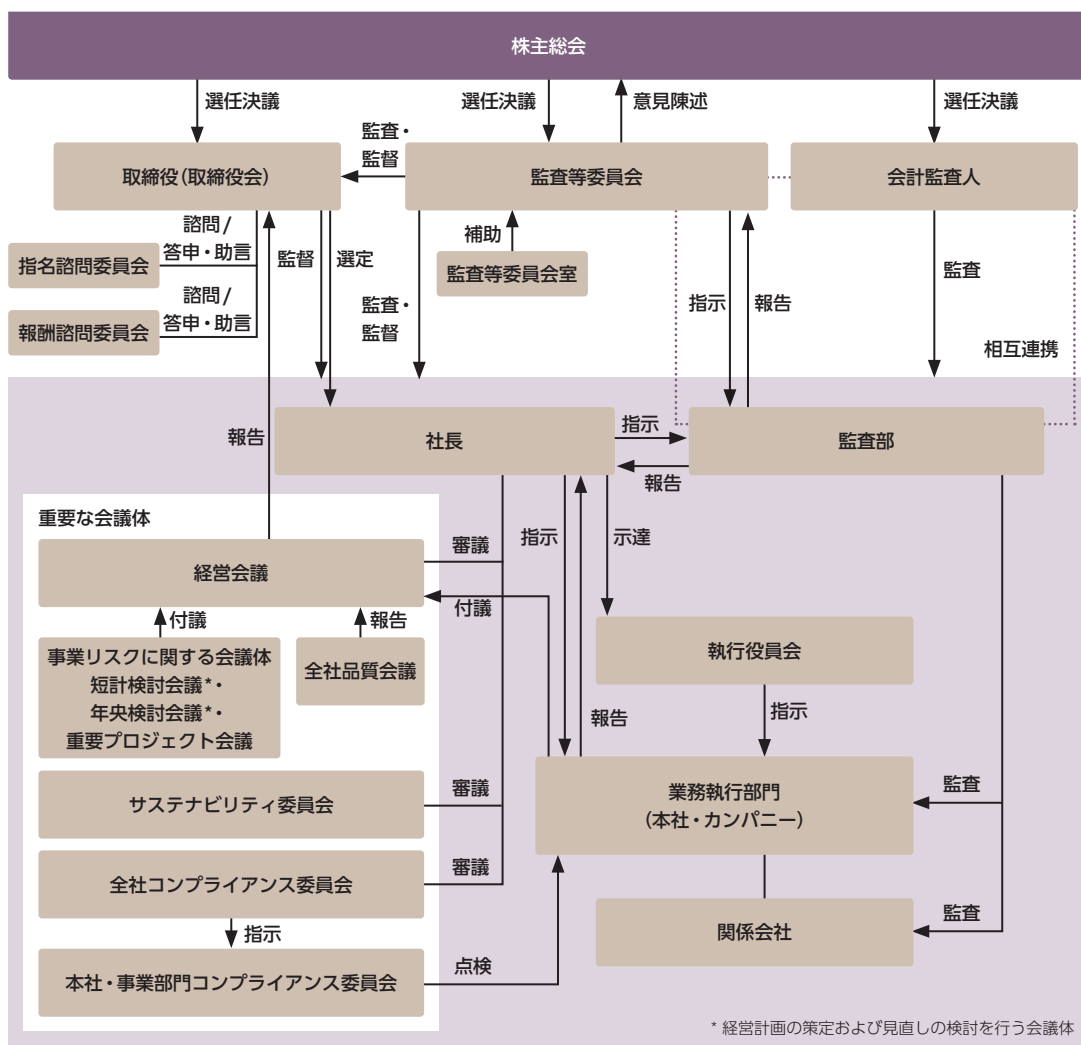 株主総会
選任決議
選任決議
意見陳述
選任決議
監査・
監督
取締役（取締役会）
監査等委員会
会計監査人
諮問/
答申・助言
指名諮問委員会
諮問/
答申・助言
報酬諮問委員会
監督
選定
監査・
監督
補助
監査等委員会室
指示
報告
監査
相互連携
報告
社長
指示
報告
監査部
重要な会議体
経営会議
審議
付議
指示
示達
付議
報告
事業リスクに関する会議体
短計検討会議*・
年央検討会議*・
重要プロジェクト会議
全社品質会議
執行役員会
指示
報告
業務執行部門
（本社・カンパニー）
監査
サステナビリティ委員会
審議
全社コンプライアンス委員会
審議
指示
関係会社
監査
本社・事業部門コンプライアンス委員会
点検
* 経営計画の策定および見直しの検討を行う会議体